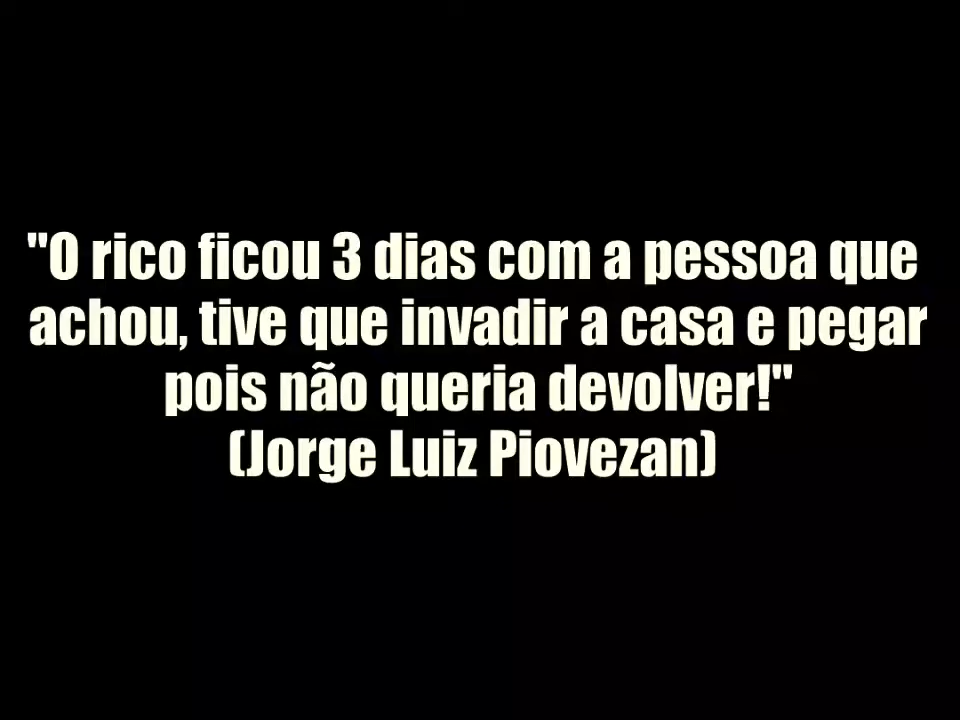 "O rico ficou 3 dias com a pessoa que
achou, tive que invadir a casa e pegar
pois não queria devolver!"
(Jorge Luiz Piovezan)